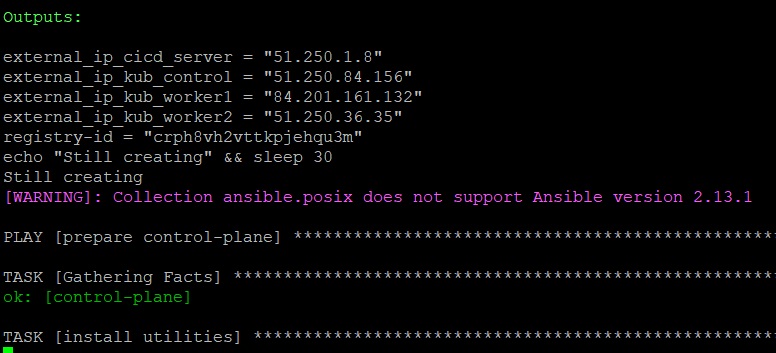 Outputs:
external_ip_cicd_server = "51.250.1.8"
external_ip_kub_control = "51.250.84.156"
external_ip_kub_worker1 = "84.201.161.132"
external_ip_kub_worker2 = "51.250.36.35"
registry-id = "crph8vh2vttkpjehqu3m"
echo "Still creating" && sleep 30
Still creating
[WARNING]: Collection ansible.posix does not support Ansible version 2.13.1
PLAY [prepare control-plane] ************************************************
TASK [Gathering Facts] ******************************************************
ok: [control-plane]
TASK [install utilities] ****************************************************